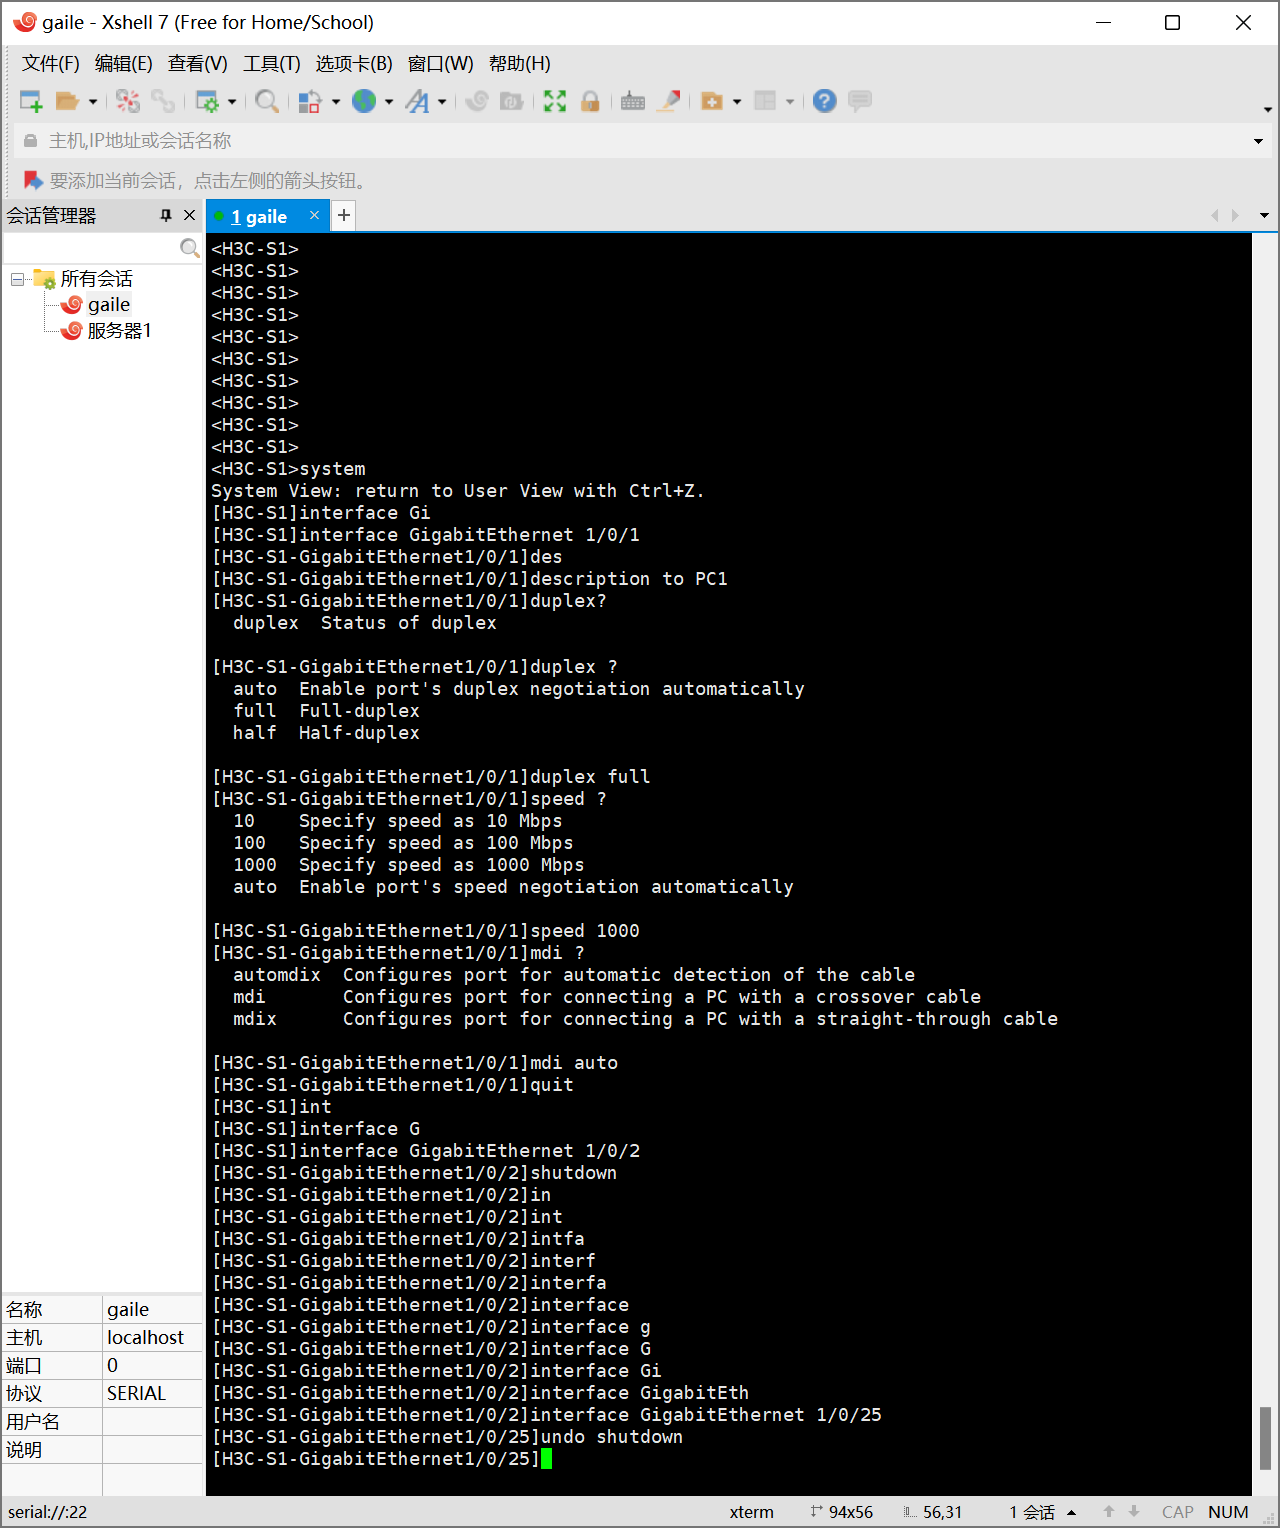 gaile - Xshell 7 (Free for Home/School)
文件(F) 编辑(E) 查看(V) 工具(T) 选项卡(B) 窗口(W) 帮助(H)
主机,IP地址或会话名称
要添加当前会话，点击左侧的箭头按钮。
会话管理器
1 gaile
所有会话
gaile
服务器1
<H3C-S1>
<H3C-S1>
<H3C-S1>
<H3C-S1>
<H3C-S1>
<H3C-S1>
<H3C-S1>
<H3C-S1>
<H3C-S1>
<H3C-S1>
<H3C-S1>system
System View: return to User View with Ctrl+Z.
[H3C-S1]interface Gi
[H3C-S1]interface GigabitEthernet 1/0/1
[H3C-S1-GigabitEthernet1/0/1]des
[H3C-S1-GigabitEthernet1/0/1]description to PC1
[H3C-S1-GigabitEthernet1/0/1]duplex?
  duplex  Status of duplex
[H3C-S1-GigabitEthernet1/0/1]duplex ?
  auto  Enable port's duplex negotiation automatically
  full  Full-duplex
  half  Half-duplex
[H3C-S1-GigabitEthernet1/0/1]duplex full
[H3C-S1-GigabitEthernet1/0/1]speed ?
  10    Specify speed as 10 Mbps
  100   Specify speed as 100 Mbps
  1000  Specify speed as 1000 Mbps
  auto  Enable port's speed negotiation automatically
[H3C-S1-GigabitEthernet1/0/1]speed 1000
[H3C-S1-GigabitEthernet1/0/1]mdi ?
  automdix  Configures port for automatic detection of the cable
  mdi       Configures port for connecting a PC with a crossover cable
  mdix      Configures port for connecting a PC with a straight-through cable
[H3C-S1-GigabitEthernet1/0/1]mdi auto
[H3C-S1-GigabitEthernet1/0/1]quit
[H3C-S1]int
[H3C-S1]interface G
[H3C-S1]interface GigabitEthernet 1/0/2
[H3C-S1-GigabitEthernet1/0/2]shutdown
[H3C-S1-GigabitEthernet1/0/2]in
[H3C-S1-GigabitEthernet1/0/2]int
[H3C-S1-GigabitEthernet1/0/2]intfa
[H3C-S1-GigabitEthernet1/0/2]interf
[H3C-S1-GigabitEthernet1/0/2]interfa
[H3C-S1-GigabitEthernet1/0/2]interface
[H3C-S1-GigabitEthernet1/0/2]interface g
[H3C-S1-GigabitEthernet1/0/2]interface G
[H3C-S1-GigabitEthernet1/0/2]interface Gi
[H3C-S1-GigabitEthernet1/0/2]interface GigabitEth
[H3C-S1-GigabitEthernet1/0/2]interface GigabitEthernet 1/0/25
[H3C-S1-GigabitEthernet1/0/25]undo shutdown
[H3C-S1-GigabitEthernet1/0/25]
名称 gaile
主机 localhost
端口 0
协议 SERIAL
用户名
说明
serial://:22 xterm 94x56 56,31 1 会话 CAP NUM